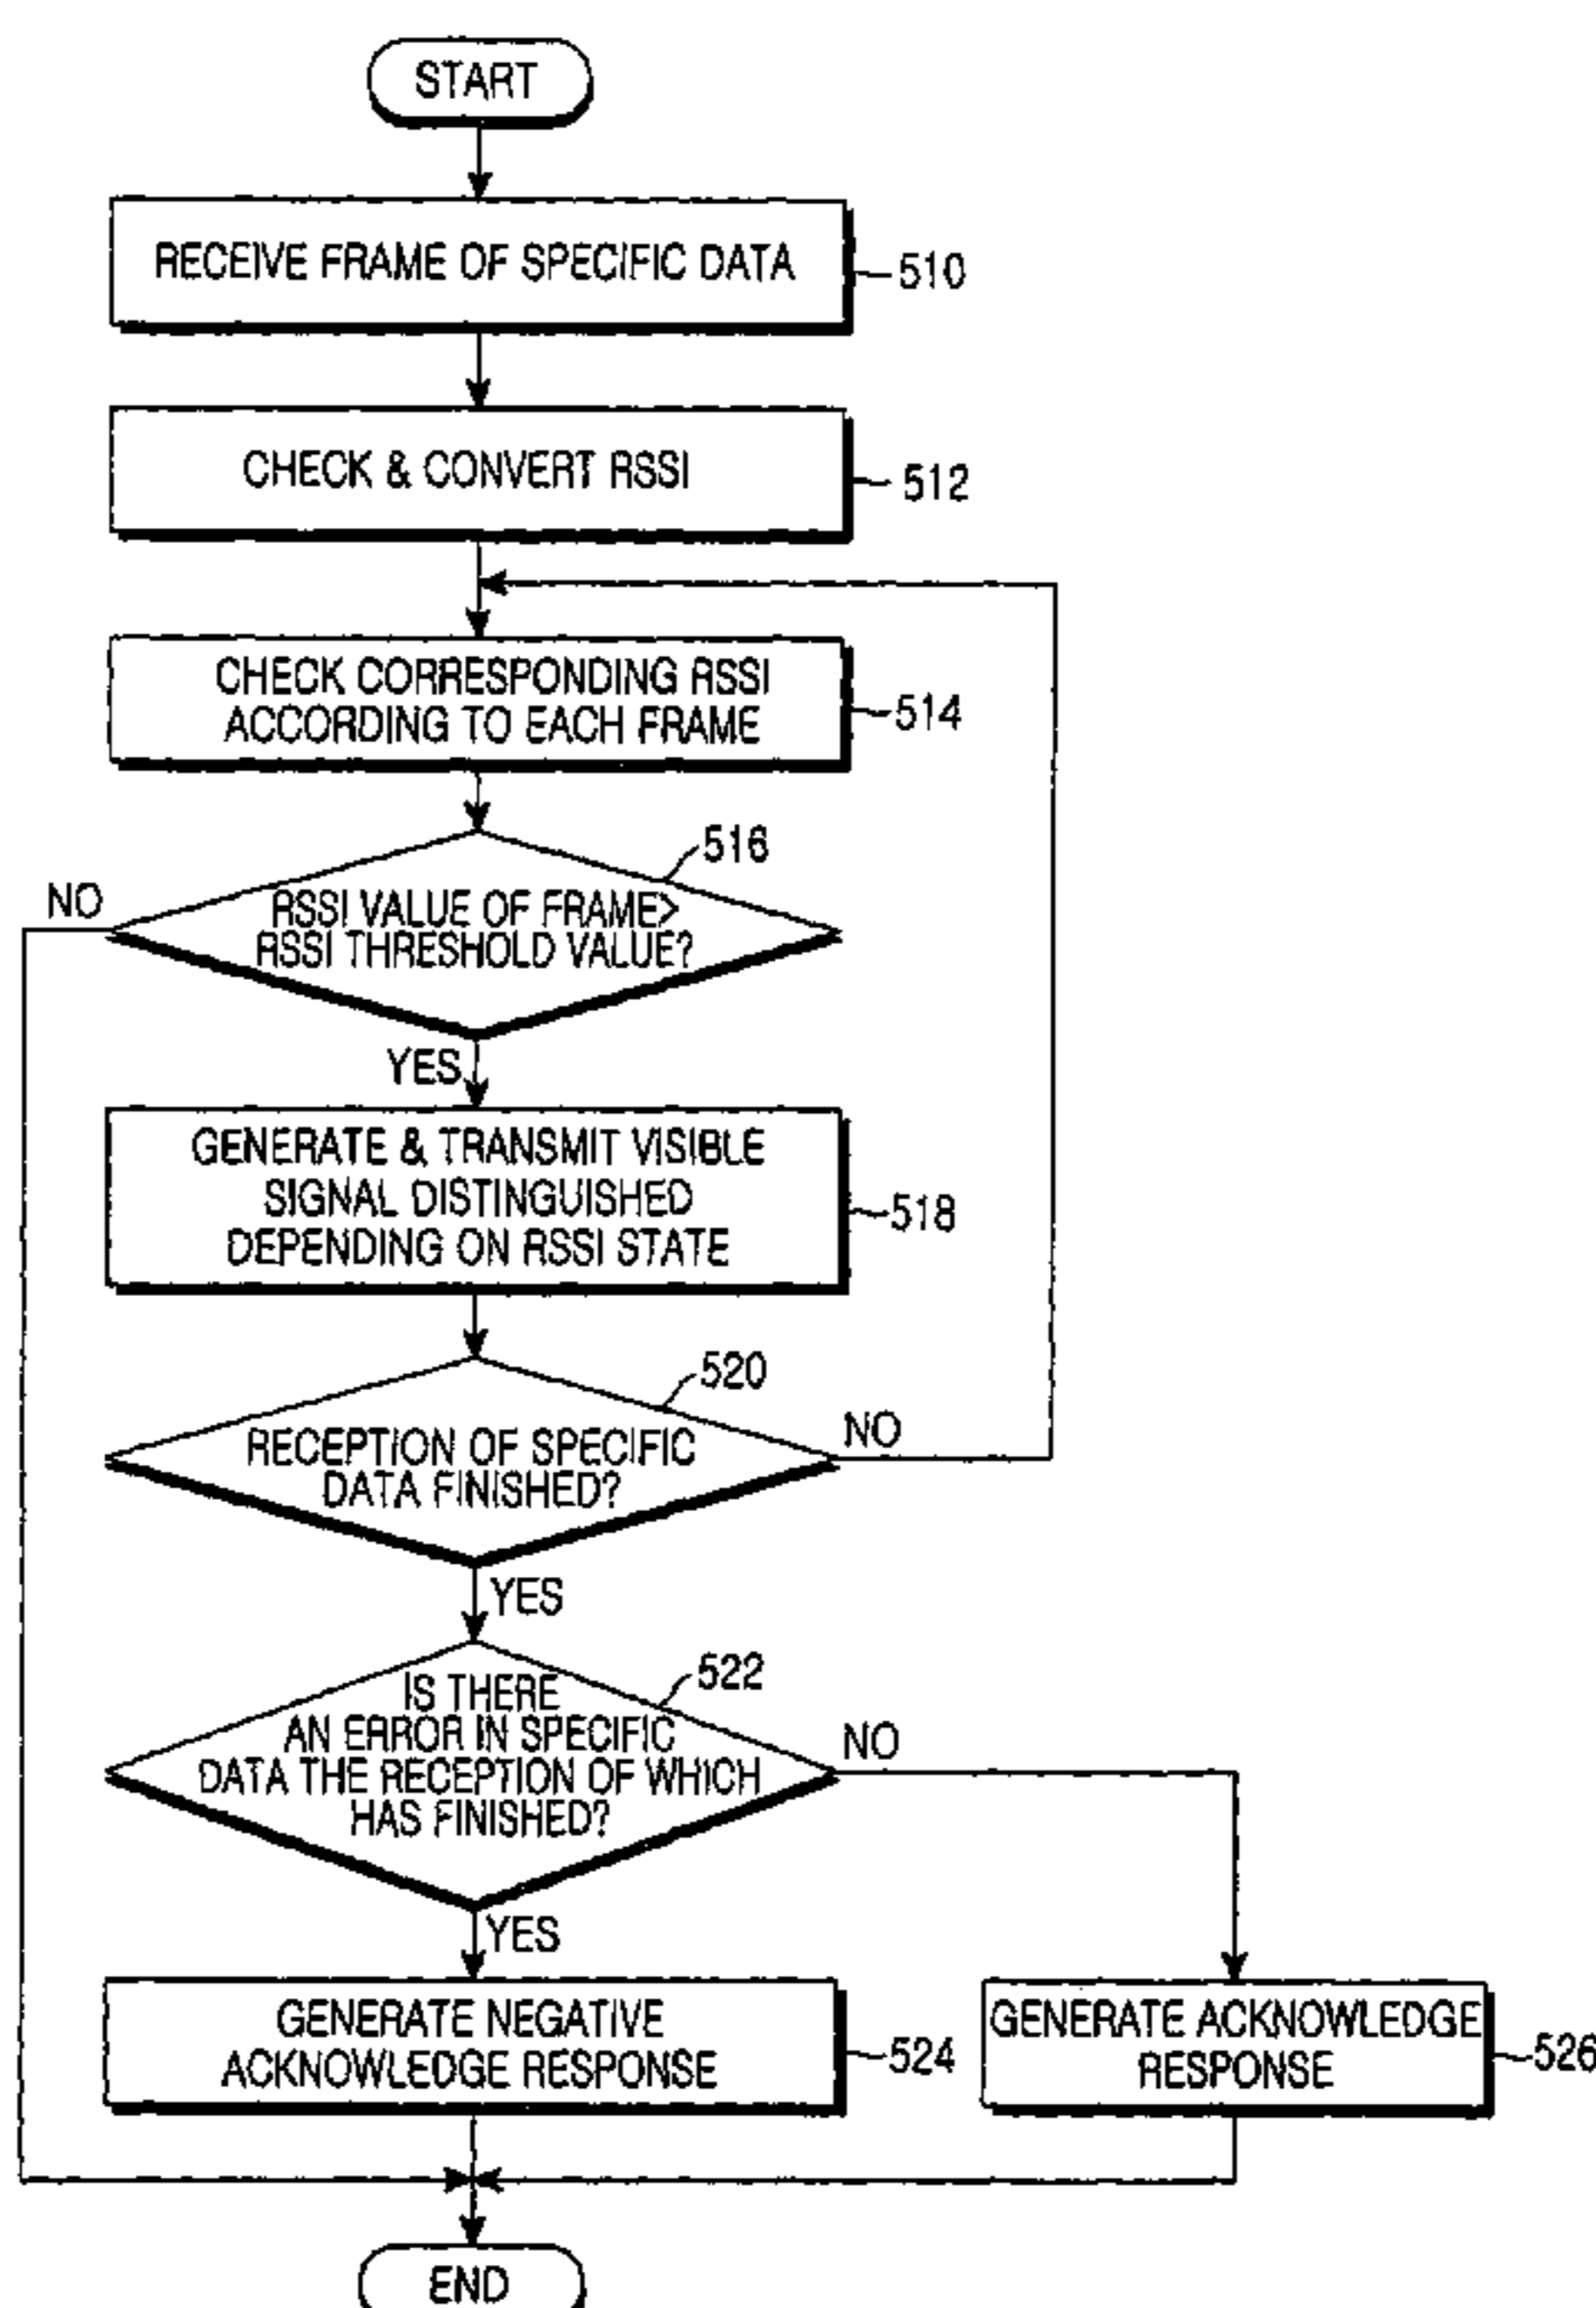 START
RECEIVE FRAME OF SPECIFIC DATA
510
CHECK & CONVERT RSSI
512
CHECK CORRESPONDING RSSI
ACCORDING TO EACH FRAME
514
516
NO
RSSI VALUE OF FRAME>
RSSI THRESHOLD VALUE?
YES
GENERATE & TRANSMIT VISIBLE
SIGNAL DISTINGUISHED
DEPENDING ON RSSI STATE
518
520
RECEPTION OF SPECIFIC
DATA FINISHED?
NO
YES
522
IS THERE
AN ERROR IN SPECIFIC
DATA THE RECEPTION OF WHICH
HAS FINISHED?
NO
YES
GENERATE NEGATIVE
ACKNOWLEDGE RESPONSE
524
GENERATE ACKNOWLEDGE
RESPONSE
526
END